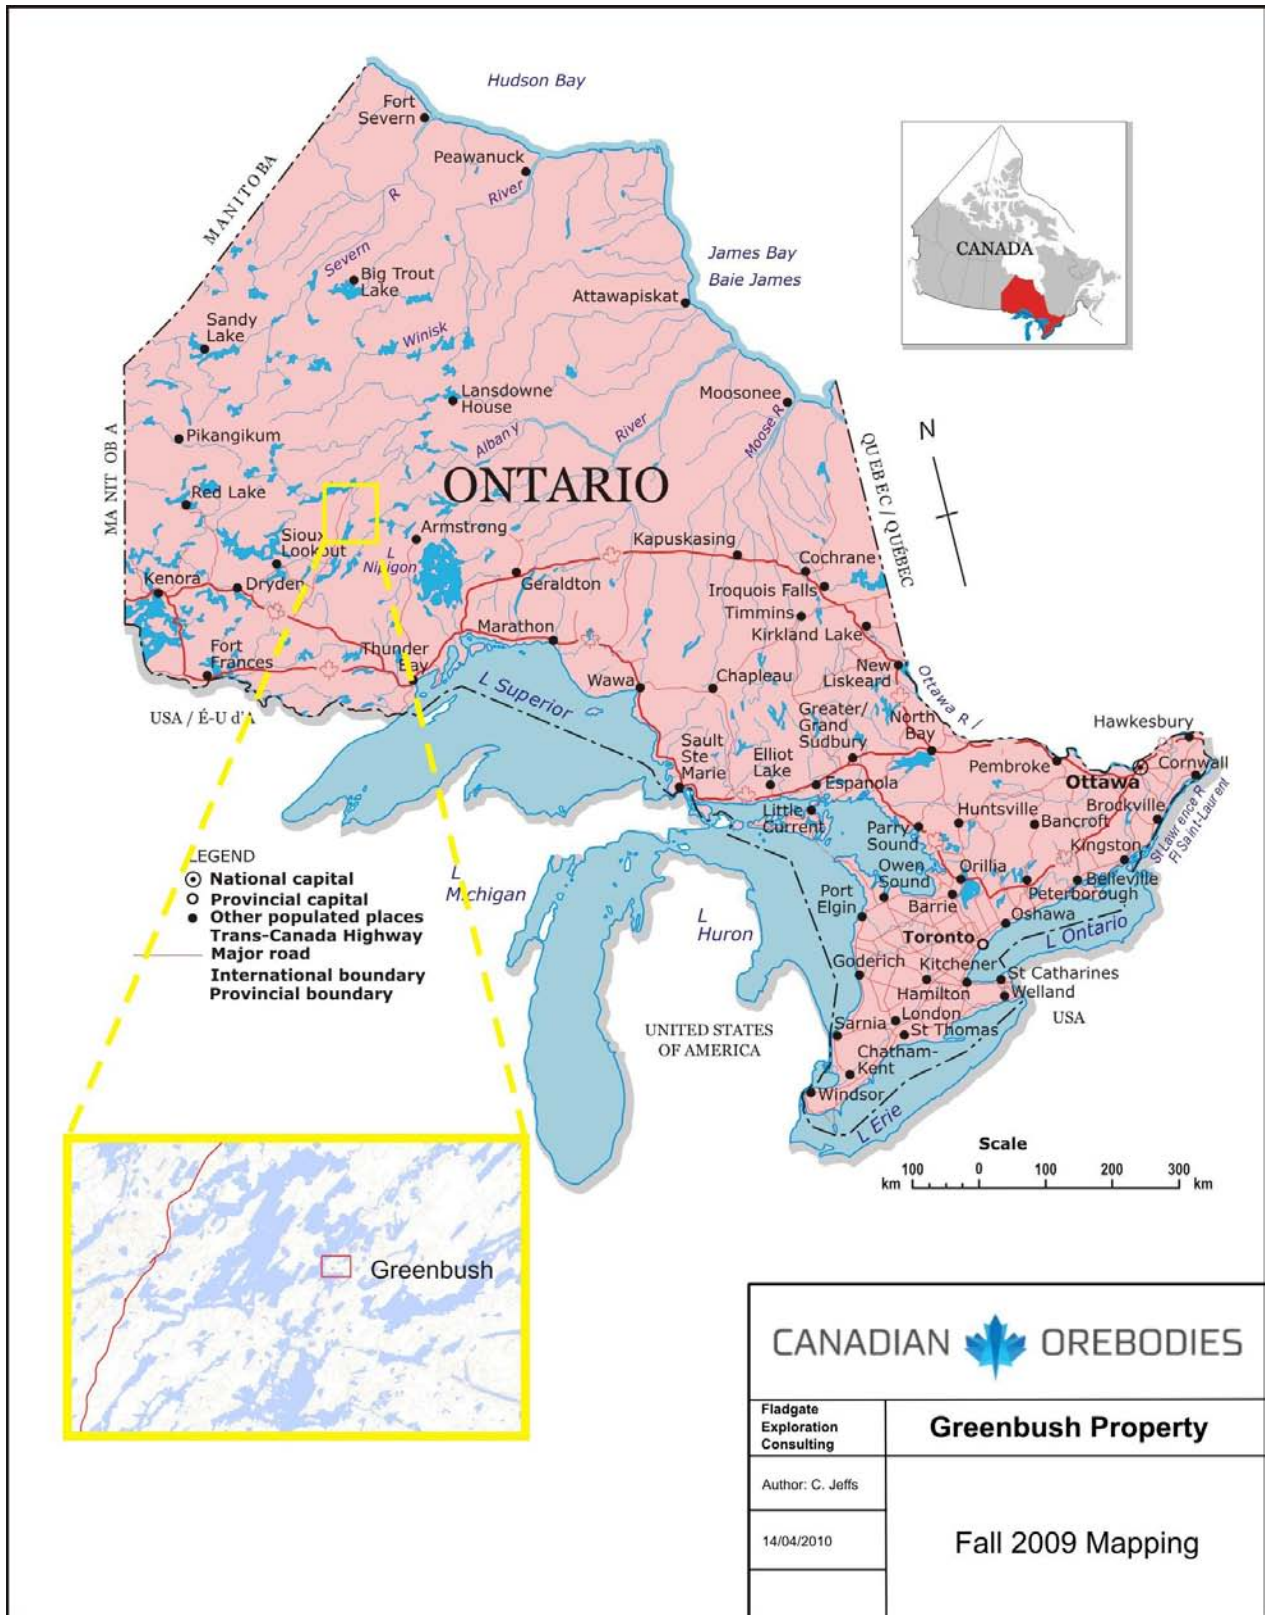 Hudson Bay
Fort
Severn
Peawanuck
River
MANITOBA
R
Severn
Big Trout
Lake
James Bay
Baie James
CANADA
Attawapiskat
Sandy
Lake
Winisk
Lansdowne
House
Moosonee
Moose R
River
Albany
Pikangikum
MANIT OB A
QUEBEC / QUÉBEC
N
ONTARIO
Red Lake
Sioux
Lookout
Armstrong
L
Nipigon
Kapuskasing
Cochrane
Kenora
Dryden
Geraldton
Iroquois Falls
Timmins
Marathon
Kirkland Lake
Fort
Frances
Thunder
Bay
New
Liskeard
Ottawa R /
Wawa
Chapleau
L Superior
USA / É-U d'A
Greater/
Grand
Sudbury
North
Bay
Hawkesbury
Sault
Ste
Marie
Elliot
Lake
Espanola
Pembroke
Ottawa
Cornwall
Little
Current
Parry
Sound
Huntsville
Bancroft
Brockville
St Lawrence R
Fl Saint-Laurent
Kingston
Owen
Sound
Orillia
Belleville
Peterborough
Port
Elgin
Barrie
Oshawa
L
Michigan
L
Huron
Toronto
L Ontario
Goderich
Kitchener
St Catharines
Hamilton
Welland
London
Sarnia
St Thomas
USA
UNITED STATES
OF AMERICA
Chatham-
Kent
Windsor
L Erie
LEGEND
National capital
Provincial capital
Other populated places
Trans-Canada Highway
Major road
International boundary
Provincial boundary
Scale
100 0 100 200 300
km km
Greenbush
CANADIAN OREBODIES
Fladgate
Exploration
Consulting
Greenbush Property
Author: C. Jeffs
14/04/2010
Fall 2009 Mapping